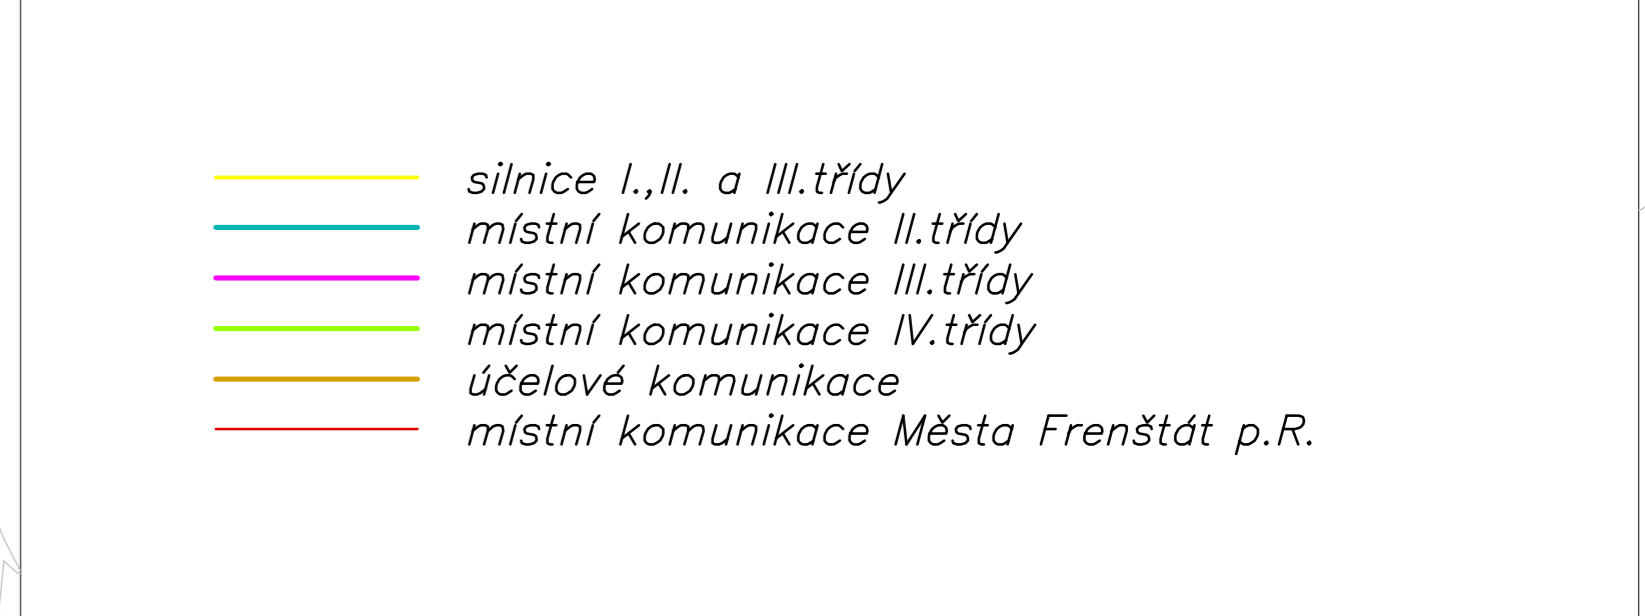 silnice I.,II. a III.třídy
místní komunikace II.třídy
místní komunikace III.třídy
místní komunikace IV.třídy
účelové komunikace
místní komunikace Města Frenštát p.R.